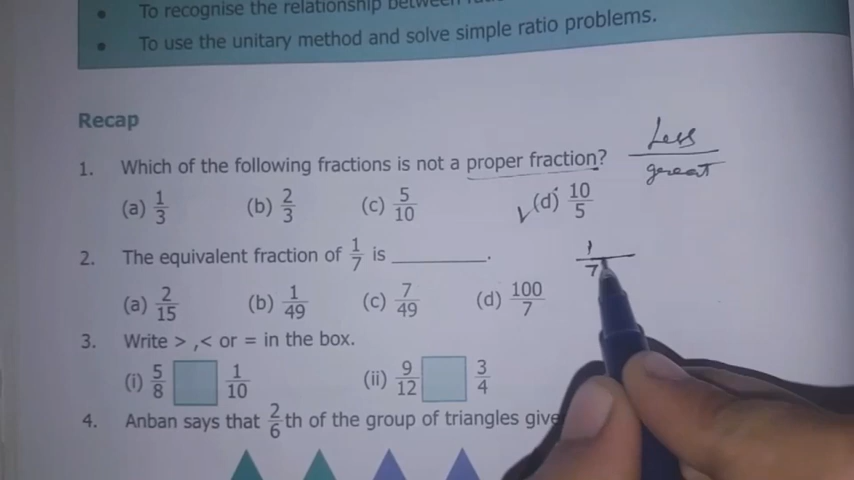 • To recognise the relationship between
• To use the unitary method and solve simple ratio problems.
Recap
1. Which of the following fractions is not a proper fraction?
Less
great
(a) 1/3 (b) 2/3 (c) 5/10 (d) 10/5
2. The equivalent fraction of 1/7 is ________.
1/7
(a) 2/15 (b) 1/49 (c) 7/49 (d) 100/7
3. Write > ,< or = in the box.
(i) 5/8 1/10 (ii) 9/12 3/4
4. Anban says that 2/6 th of the group of triangles give